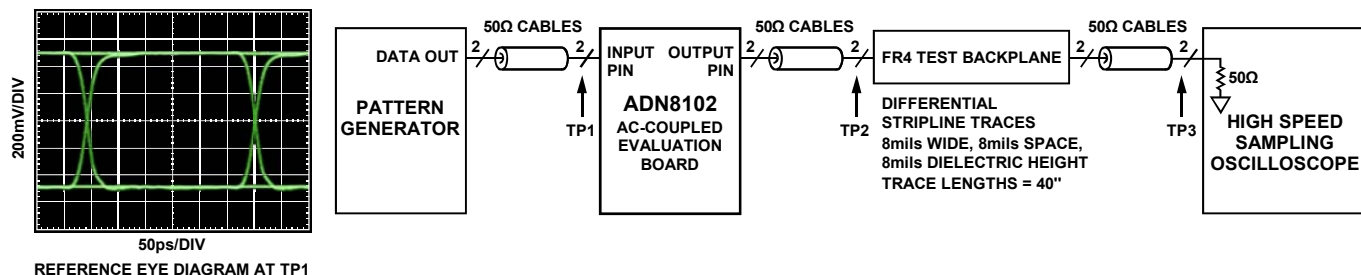 200mV/DIV
50ps/DIV
REFERENCE EYE DIAGRAM AT TP1
DATA OUT
PATTERN
GENERATOR
50Ω CABLES
2
2
TP1
INPUT
PIN
OUTPUT
PIN
ADN8102
AC-COUPLED
EVALUATION
BOARD
50Ω CABLES
2
2
TP2
FR4 TEST BACKPLANE
DIFFERENTIAL
STRIPLINE TRACES
8mils WIDE, 8mils SPACE,
8mils DIELECTRIC HEIGHT
TRACE LENGTHS = 40"
50Ω CABLES
2
2
TP3
50Ω
HIGH SPEED
SAMPLING
OSCILLOSCOPE